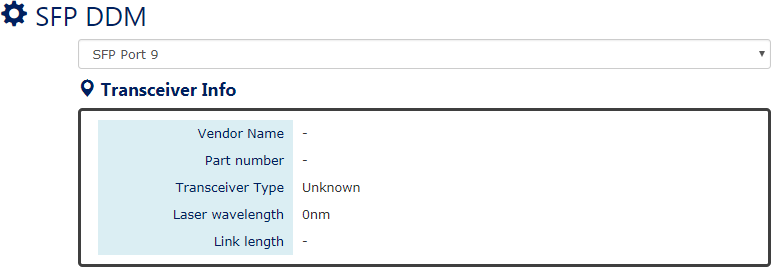 SFP DDM
SFP Port 9
Transceiver Info
Vendor Name -
Part number -
Transceiver Type Unknown
Laser wavelength 0nm
Link length -